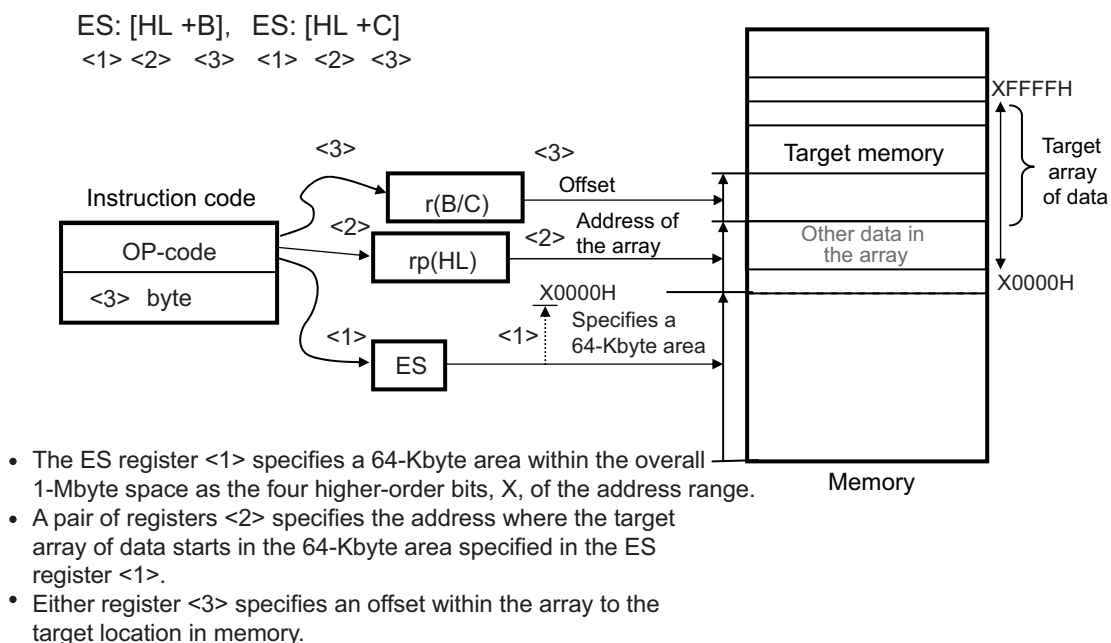 ES: [HL +B], ES: [HL +C]
<1> <2> <3> <1> <2> <3>
XFFFFH
<3>
<3>
Target memory
Target
array
of data
Instruction code
r(B/C)
Offset
OP-code
<2>
rp(HL)
<2>
Address of
the array
Other data in
the array
<3> byte
X0000H
X0000H
<1>
ES
<1>
Specifies a
64-Kbyte area
Memory
• The ES register <1> specifies a 64-Kbyte area within the overall
1-Mbyte space as the four higher-order bits, X, of the address range.
• A pair of registers <2> specifies the address where the target
array of data starts in the 64-Kbyte area specified in the ES
register <1>.
• Either register <3> specifies an offset within the array to the
target location in memory.